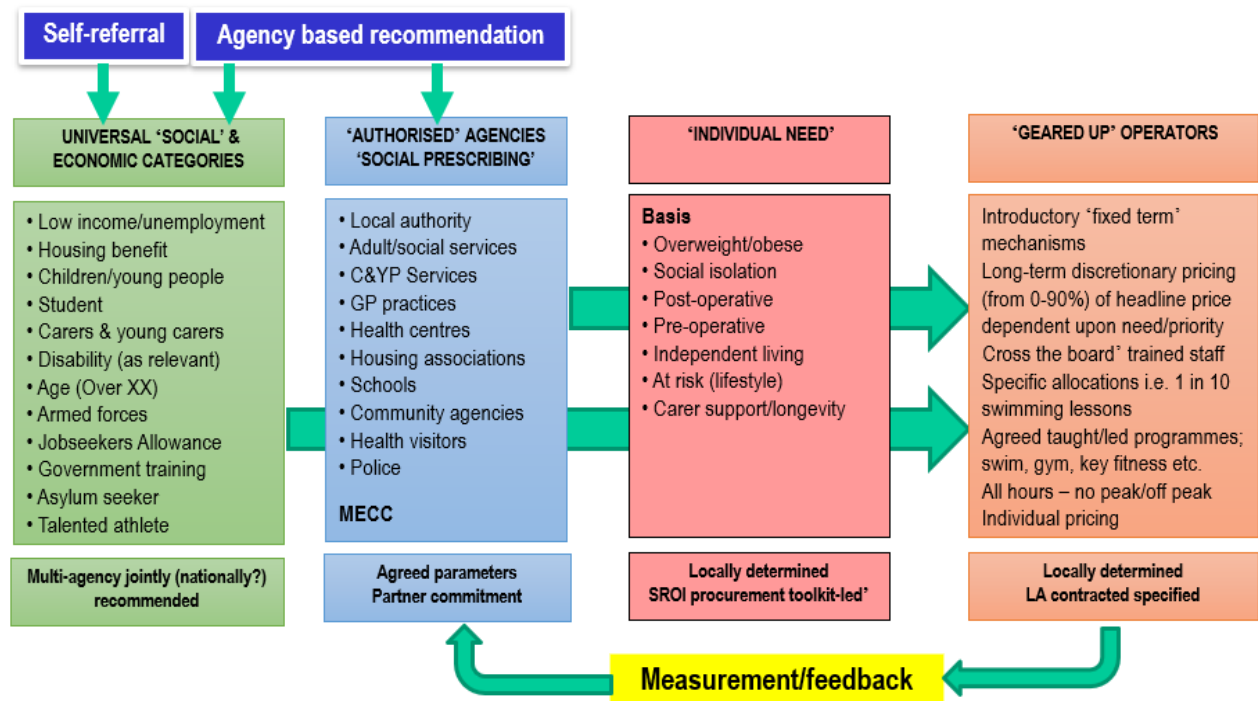 Self-referral
Agency based recommendation
UNIVERSAL ‘SOCIAL’ &
ECONOMIC CATEGORIES
• Low income/unemployment
• Housing benefit
• Children/young people
• Student
• Carers & young carers
• Disability (as relevant)
• Age (Over XX)
• Armed forces
• Jobseekers Allowance
• Government training
• Asylum seeker
• Talented athlete
Multi-agency jointly (nationally?)
recommended
‘AUTHORISED’ AGENCIES
‘SOCIAL PRESCRIBING’
• Local authority
• Adult/social services
• C&YP Services
• GP practices
• Health centres
• Housing associations
• Schools
• Community agencies
• Health visitors
• Police
MECC
Agreed parameters
Partner commitment
‘INDIVIDUAL NEED’
Basis
• Overweight/obese
• Social isolation
• Post-operative
• Pre-operative
• Independent living
• At risk (lifestyle)
• Carer support/longevity
Locally determined
SROI procurement toolkit-led’
‘GEARED UP’ OPERATORS
Introductory ‘fixed term’
mechanisms
Long-term discretionary pricing
(from 0-90%) of headline price
dependent upon need/priority
Cross the board’ trained staff
Specific allocations i.e. 1 in 10
swimming lessons
Agreed taught/led programmes;
swim, gym, key fitness etc.
All hours – no peak/off peak
Individual pricing
Locally determined
LA contracted specified
Measurement/feedback